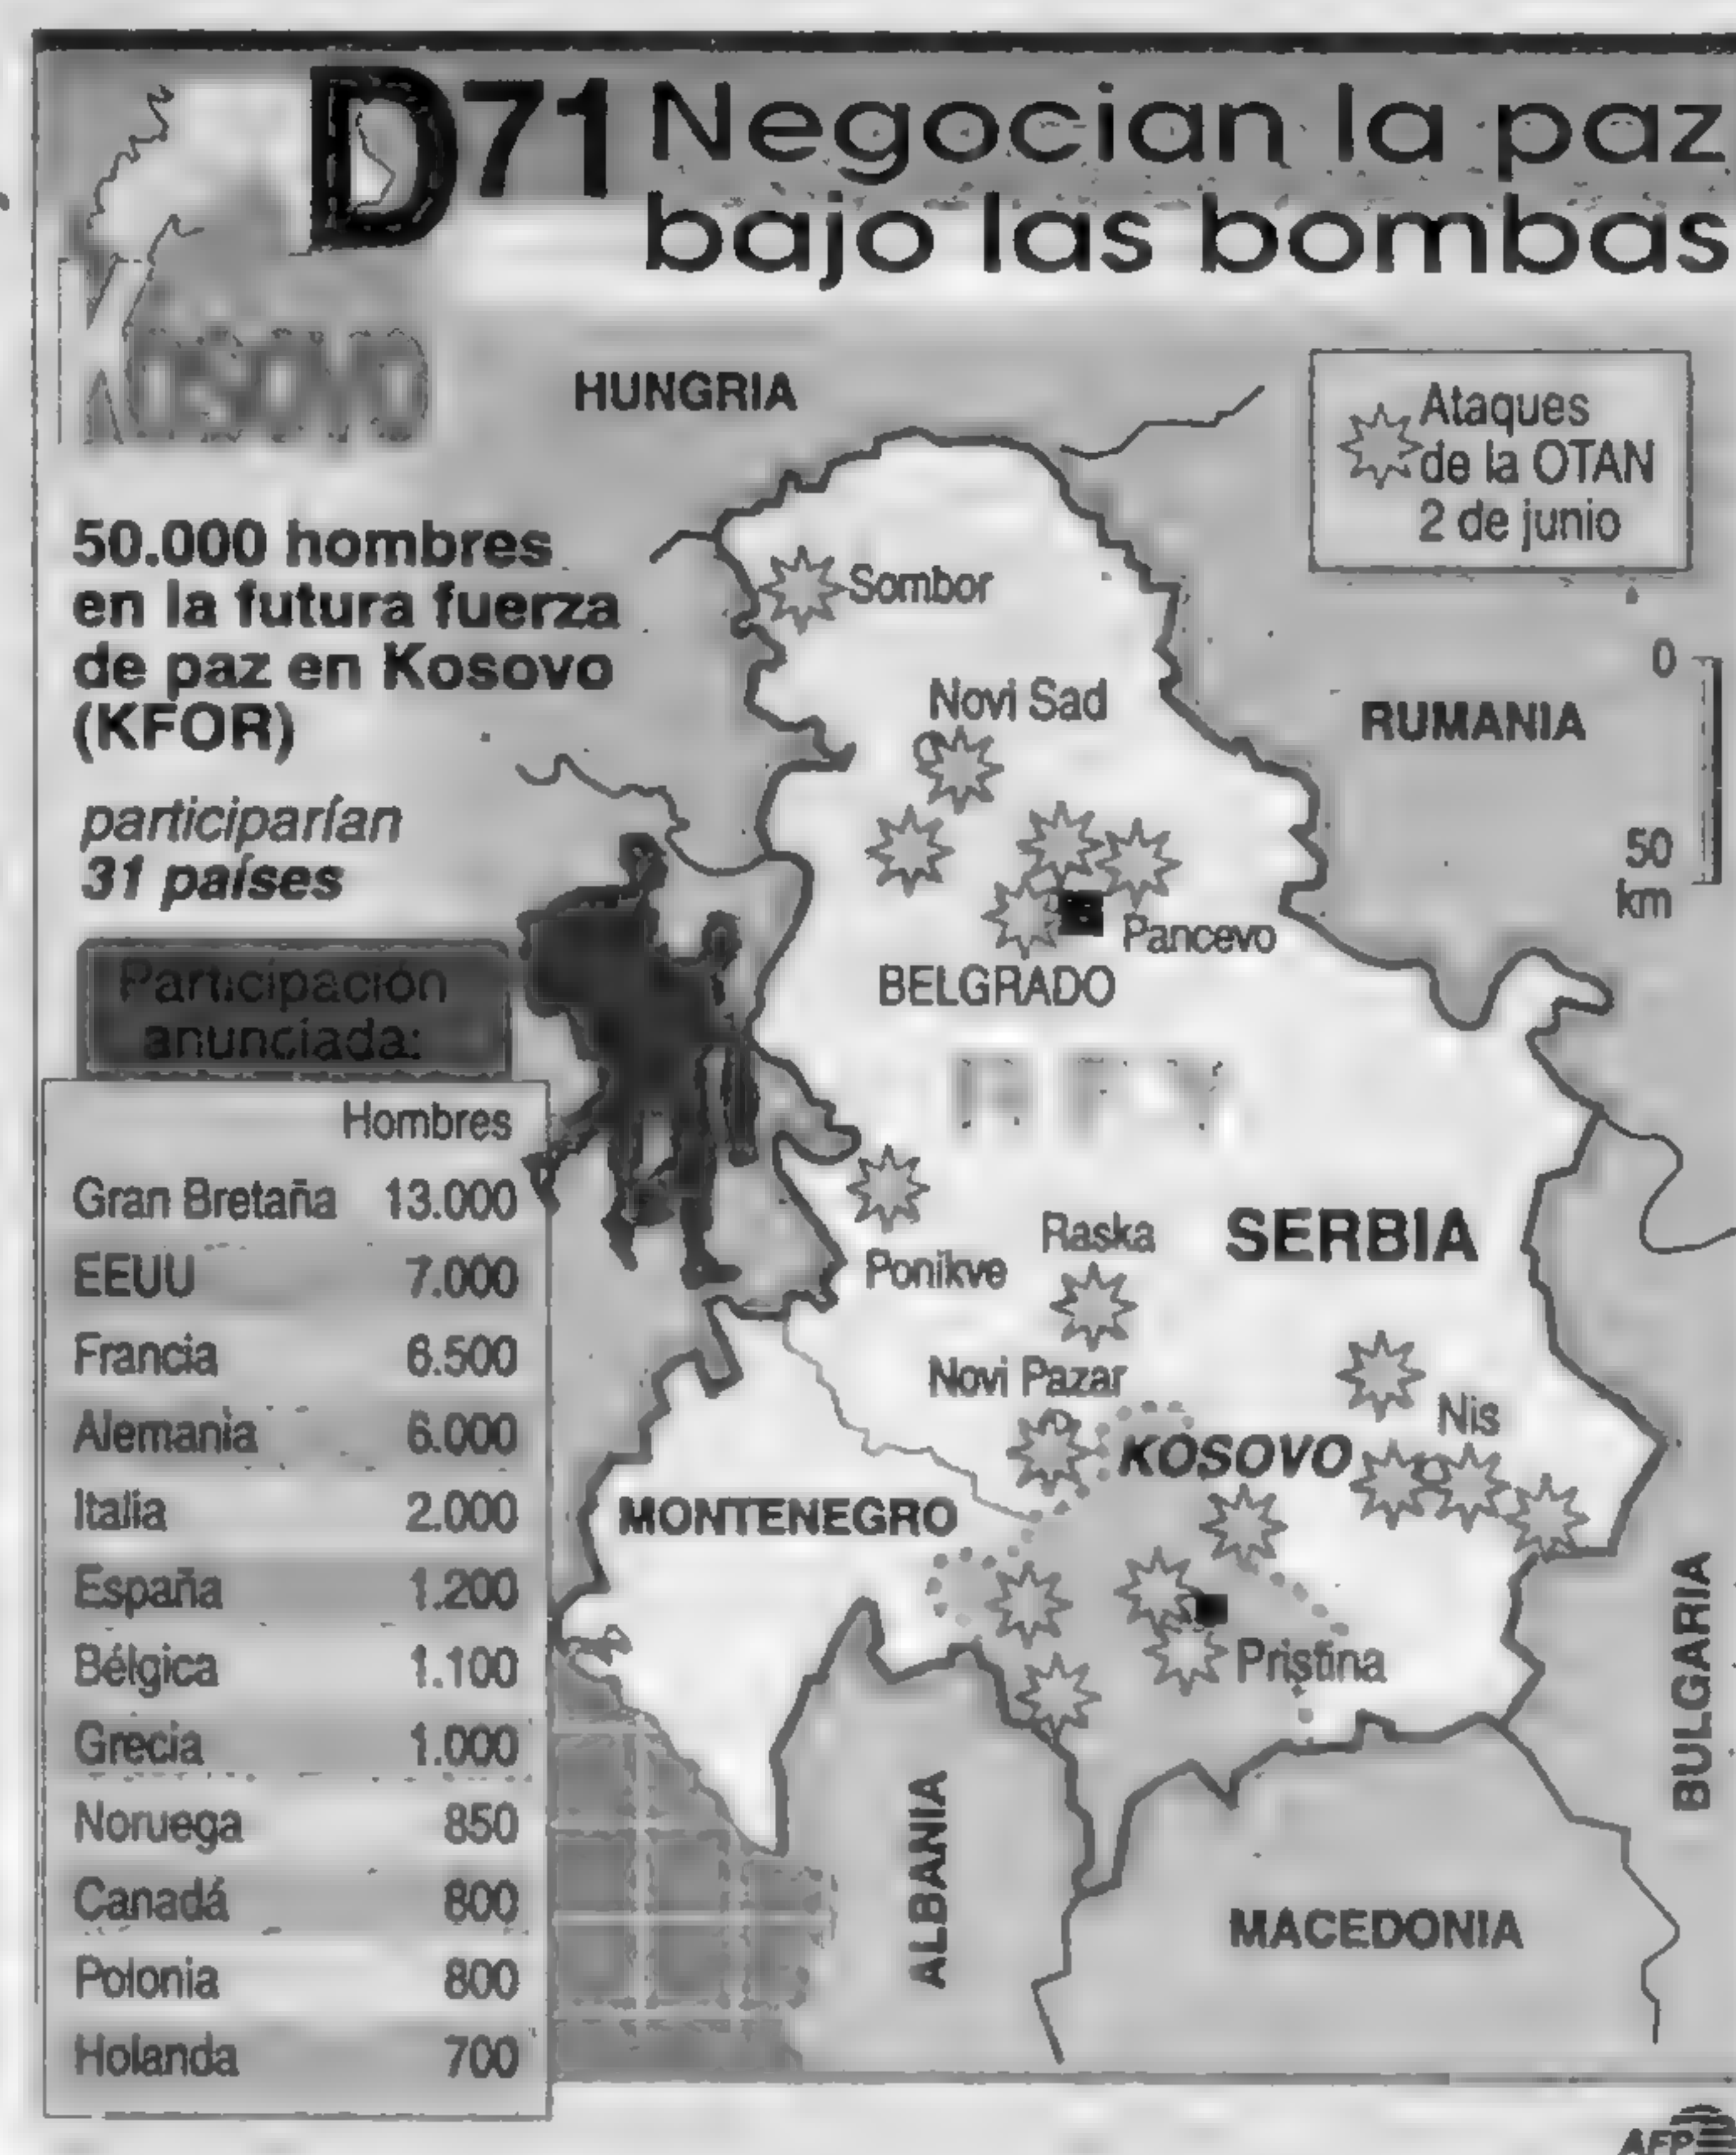 D71 Negocian la paz
bajo las bombas
KOSOVO
50.000 hombres
en la futura fuerza
de paz en Kosovo
(KFOR)
participarían
31 países
Participación
anunciada:
Hombres
Gran Bretaña 13.000
EEUU 7.000
Francia 6.500
Alemania 6.000
Italia 2.000
España 1.200
Bélgica 1.100
Grecia 1.000
Noruega 850
Canadá 800
Polonia 800
Holanda 700
HUNGRIA
Ataques
de la OTAN
2 de junio
0
50
km
RUMANIA
Sombor
Novi Sad
Pancevo
BELGRADO
R F Y
SERBIA
Ponikve
Raska
Novi Pazar
Nis
KOSOVO
MONTENEGRO
Pristina
BULGARIA
ALBANIA
MACEDONIA
AFP